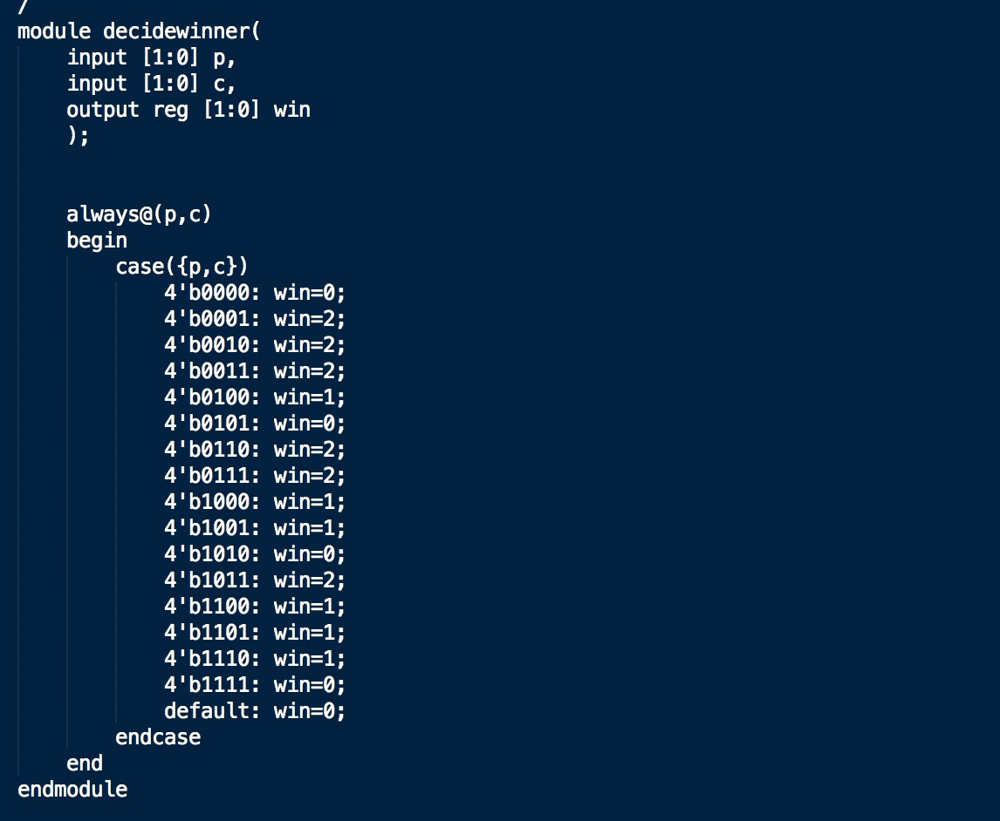 /
module decidewinner(
    input [1:0] p,
    input [1:0] c,
    output reg [1:0] win
    );
    always@(p,c)
    begin
        case({p,c})
            4'b0000: win=0;
            4'b0001: win=2;
            4'b0010: win=2;
            4'b0011: win=2;
            4'b0100: win=1;
            4'b0101: win=0;
            4'b0110: win=2;
            4'b0111: win=2;
            4'b1000: win=1;
            4'b1001: win=1;
            4'b1010: win=0;
            4'b1011: win=2;
            4'b1100: win=1;
            4'b1101: win=1;
            4'b1110: win=1;
            4'b1111: win=0;
            default: win=0;
        endcase
    end
endmodule